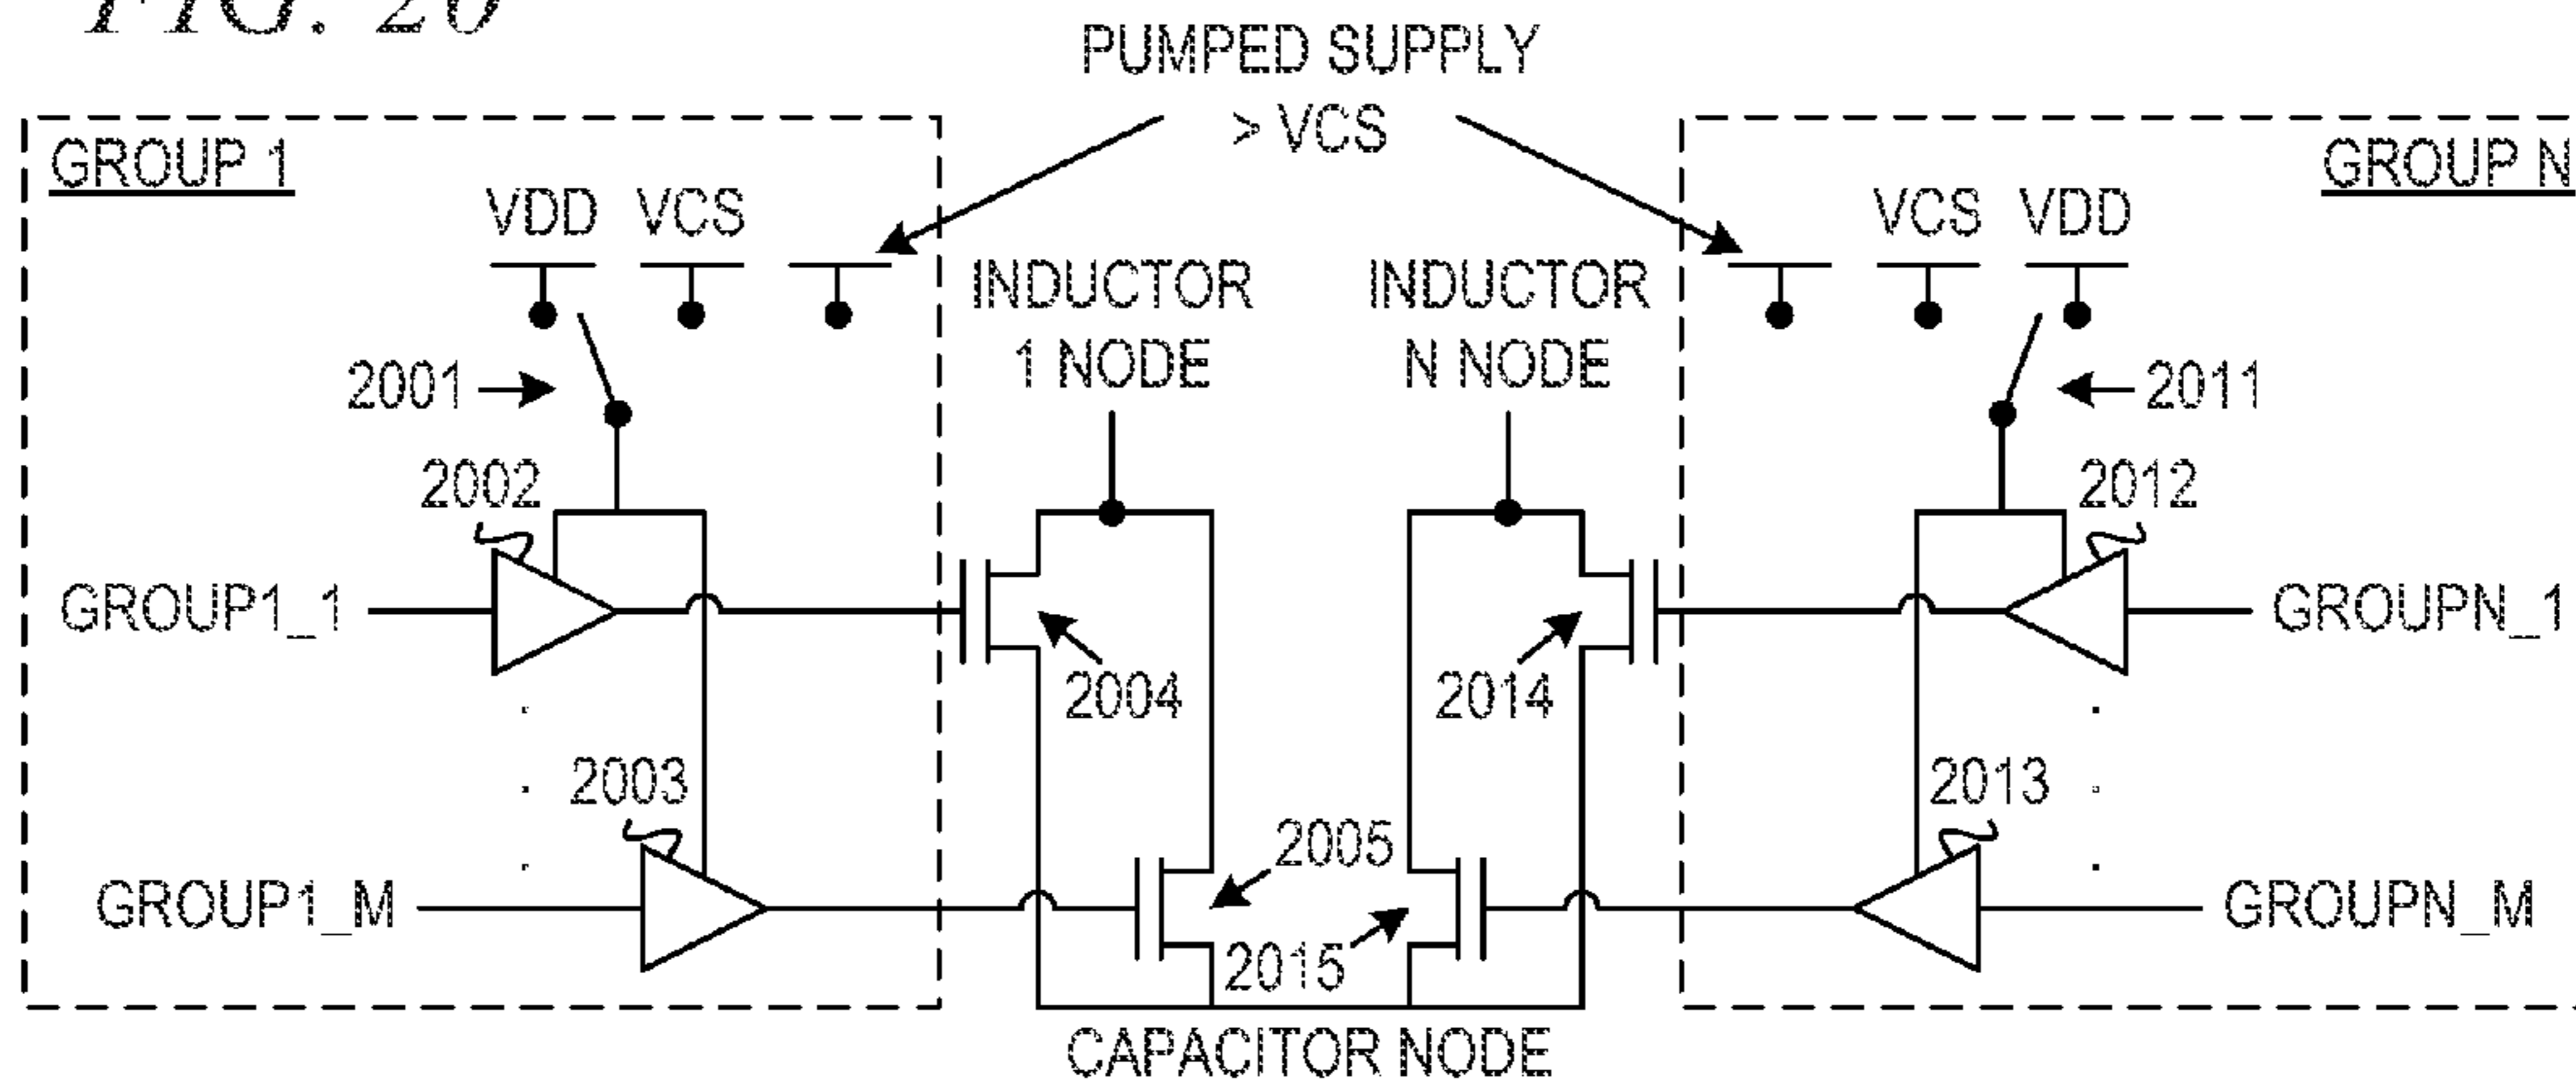 FIG. 20
PUMPED SUPPLY
> VCS
GROUP 1
GROUP N
VDD VCS
VCS VDD
INDUCTOR
1 NODE
INDUCTOR
N NODE
2001
2011
2002
2012
GROUP1_1
GROUPN_1
2004
2014
2003
2013
2005
GROUP1_M
GROUPN_M
2015
CAPACITOR NODE